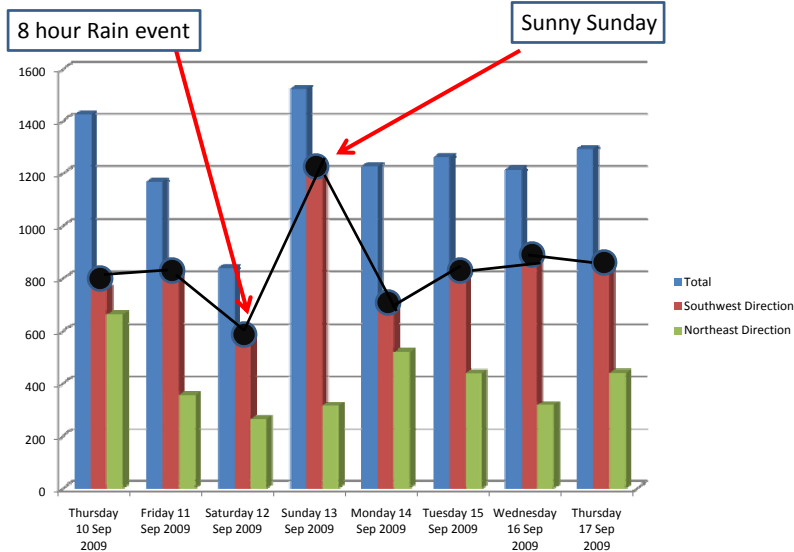 8 hour Rain event
Sunny Sunday
1600
1400
1200
1000
800
600
400
200
0
Thursday
10 Sep
2009
Friday 11
Sep 2009
Saturday 12
Sep 2009
Sunday 13
Sep 2009
Monday 14
Sep 2009
Tuesday 15
Sep 2009
Wednesday
16 Sep
2009
Thursday
17 Sep
2009
Total
Southwest Direction
Northeast Direction